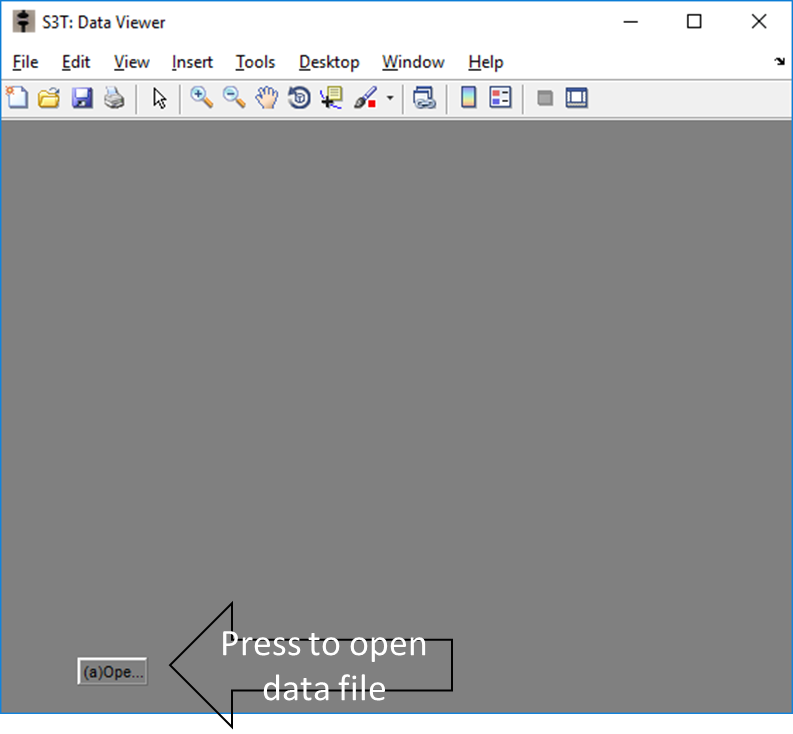 S3T: Data Viewer
File Edit View Insert Tools Desktop Window Help
(a)Ope...
Press to open
data file